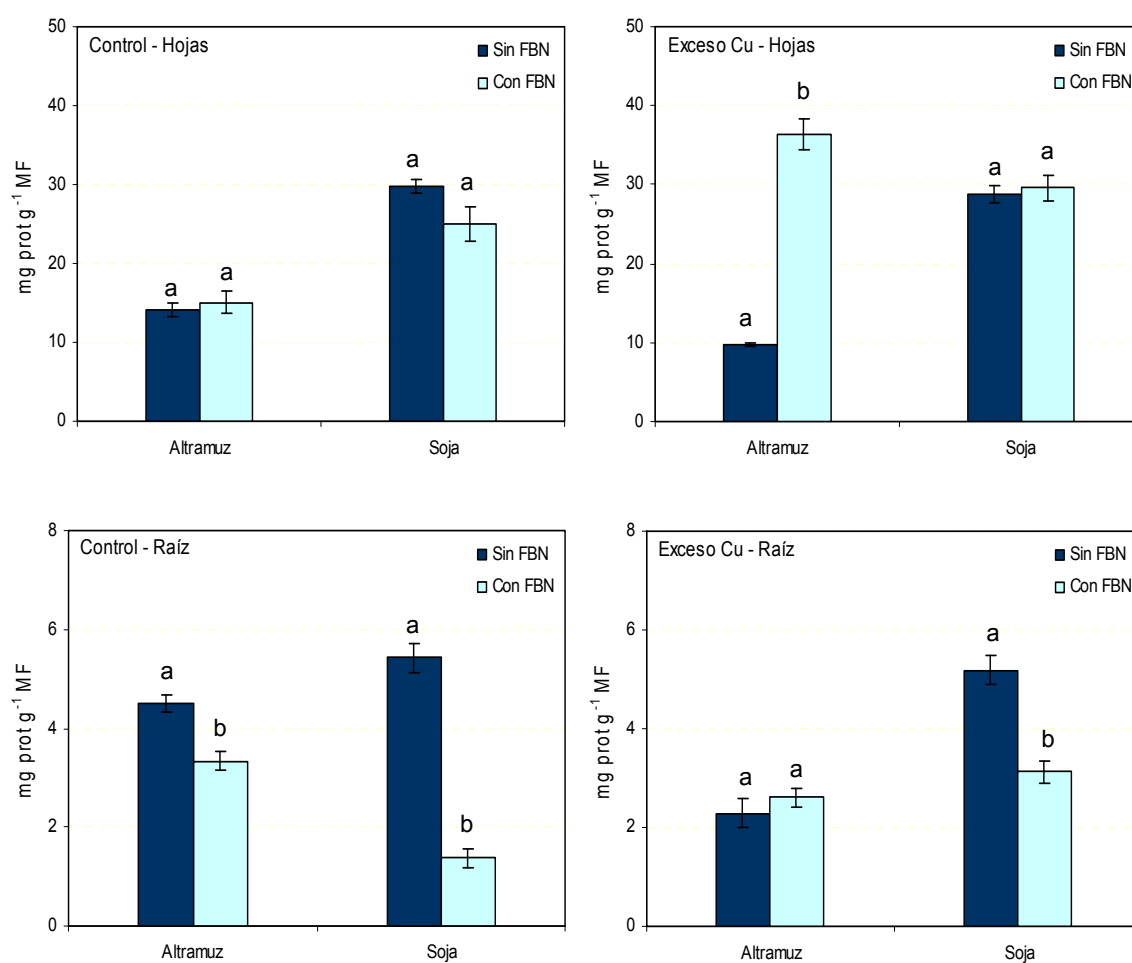 Control - Hojas
Sin FBN
Con FBN
mg prot g⁻¹ MF
50
40
30
20
10
0
a
a
a
a
Altramuz
Soja
Exceso Cu - Hojas
Sin FBN
Con FBN
mg prot g⁻¹ MF
50
40
30
20
10
0
a
b
a
a
Altramuz
Soja
Control - Raíz
Sin FBN
Con FBN
mg prot g⁻¹ MF
8
6
4
2
0
a
b
a
b
Altramuz
Soja
Exceso Cu - Raíz
Sin FBN
Con FBN
mg prot g⁻¹ MF
8
6
4
2
0
a
a
a
b
Altramuz
Soja